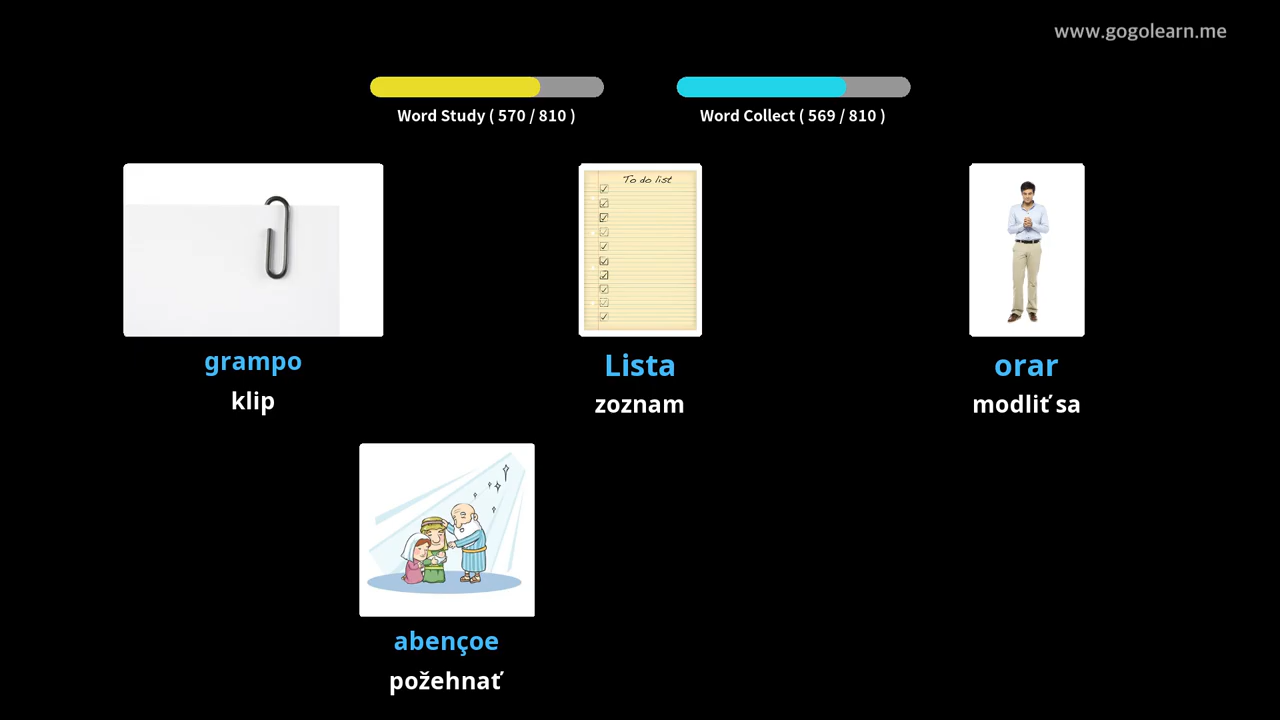 www.gogolearn.me
Word Study ( 570 / 810 )
Word Collect ( 569 / 810 )
To do list
grampo
klip
Lista
zoznam
orar
modliť sa
abençoe
požehnať